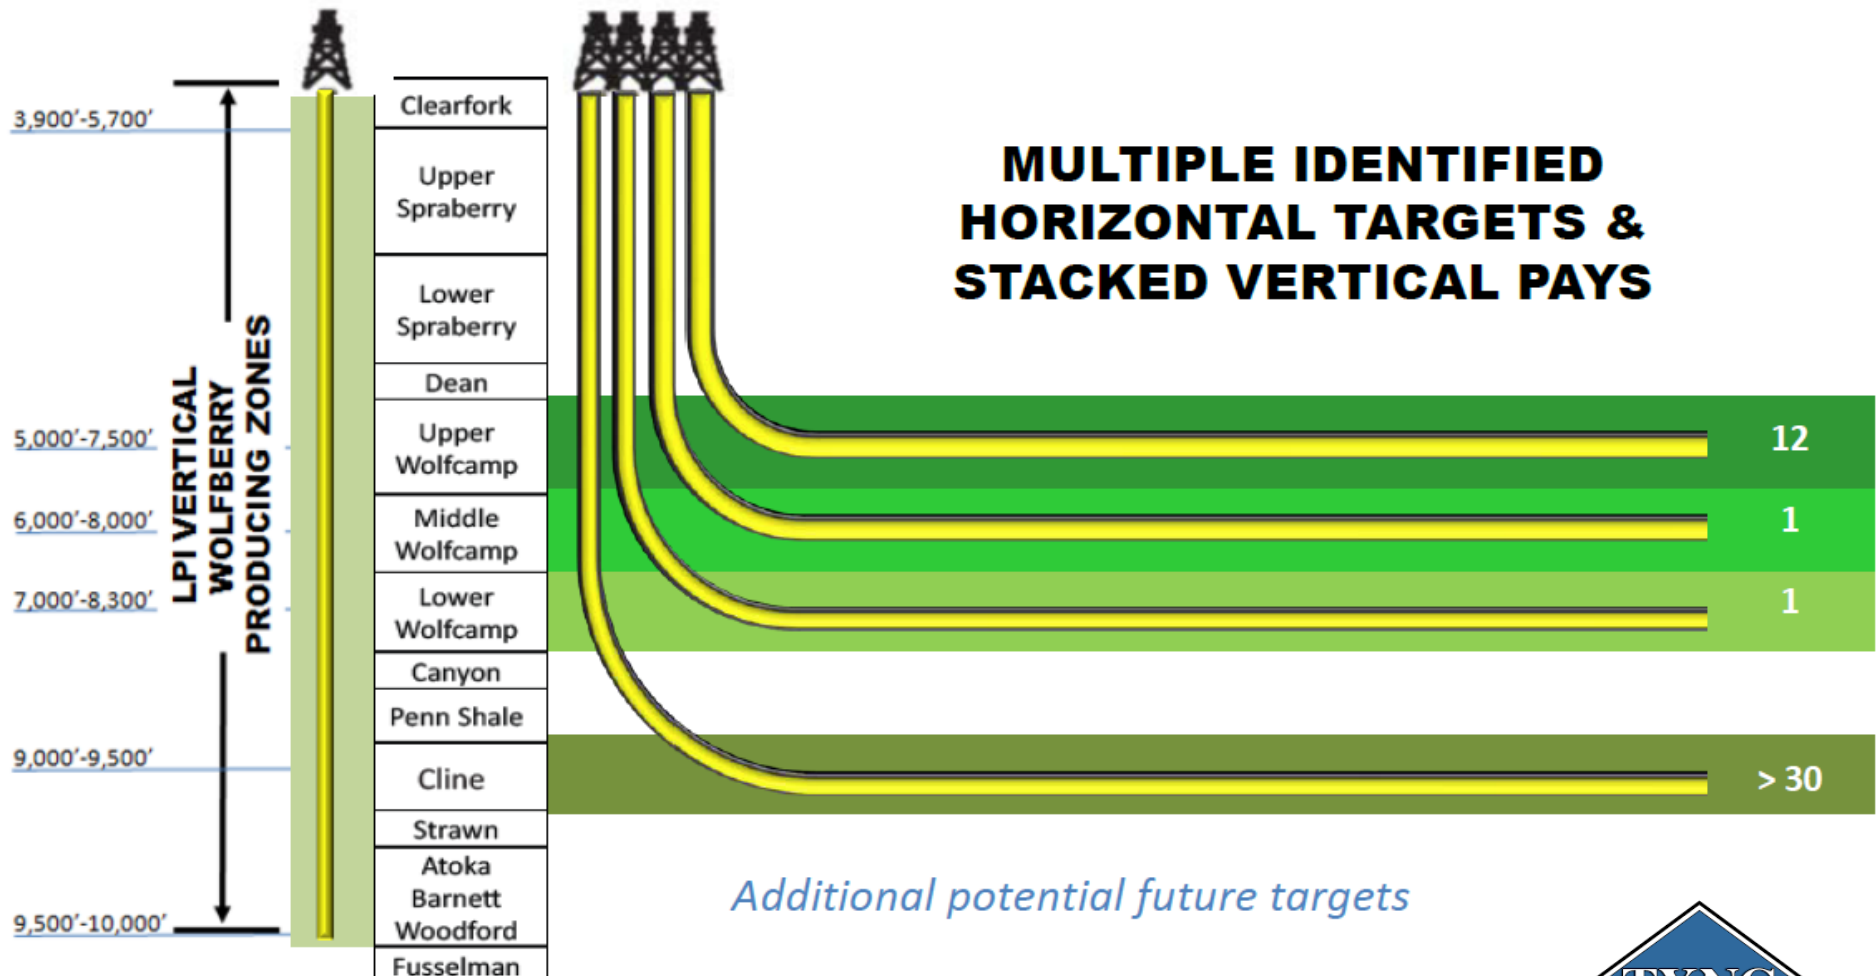 MULTIPLE IDENTIFIED
HORIZONTAL TARGETS &
STACKED VERTICAL PAYS
LPI VERTICAL
WOLFBERRY
PRODUCING ZONES
3,900’-5,700’
5,000’-7,500’
6,000’-8,000’
7,000’-8,300’
9,000’-9,500’
9,500’-10,000’
Clearfork
Upper
Spraberry
Lower
Spraberry
Dean
Upper
Wolfcamp
12
Middle
Wolfcamp
1
Lower
Wolfcamp
1
Canyon
Penn Shale
Cline
> 30
Strawn
Atoka
Barnett
Woodford
Fusselman
Additional potential future targets